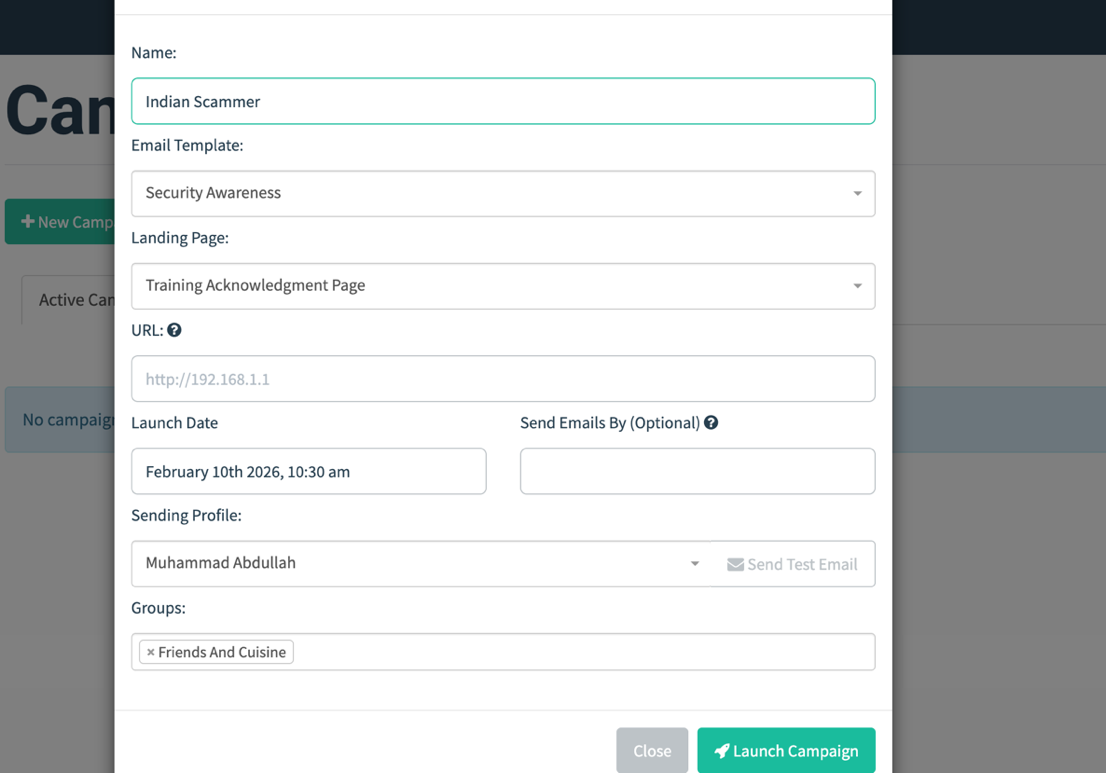 Name:
Can
Indian Scammer
Email Template:
Security Awareness
New Camp
Landing Page:
Training Acknowledgment Page
Active Can
URL:
http://192.168.1.1
No campaign
Launch Date Send Emails By (Optional)
February 10th 2026, 10:30 am
Sending Profile:
Muhammad Abdullah Send Test Email
Groups:
× Friends And Cuisine
Close Launch Campaign